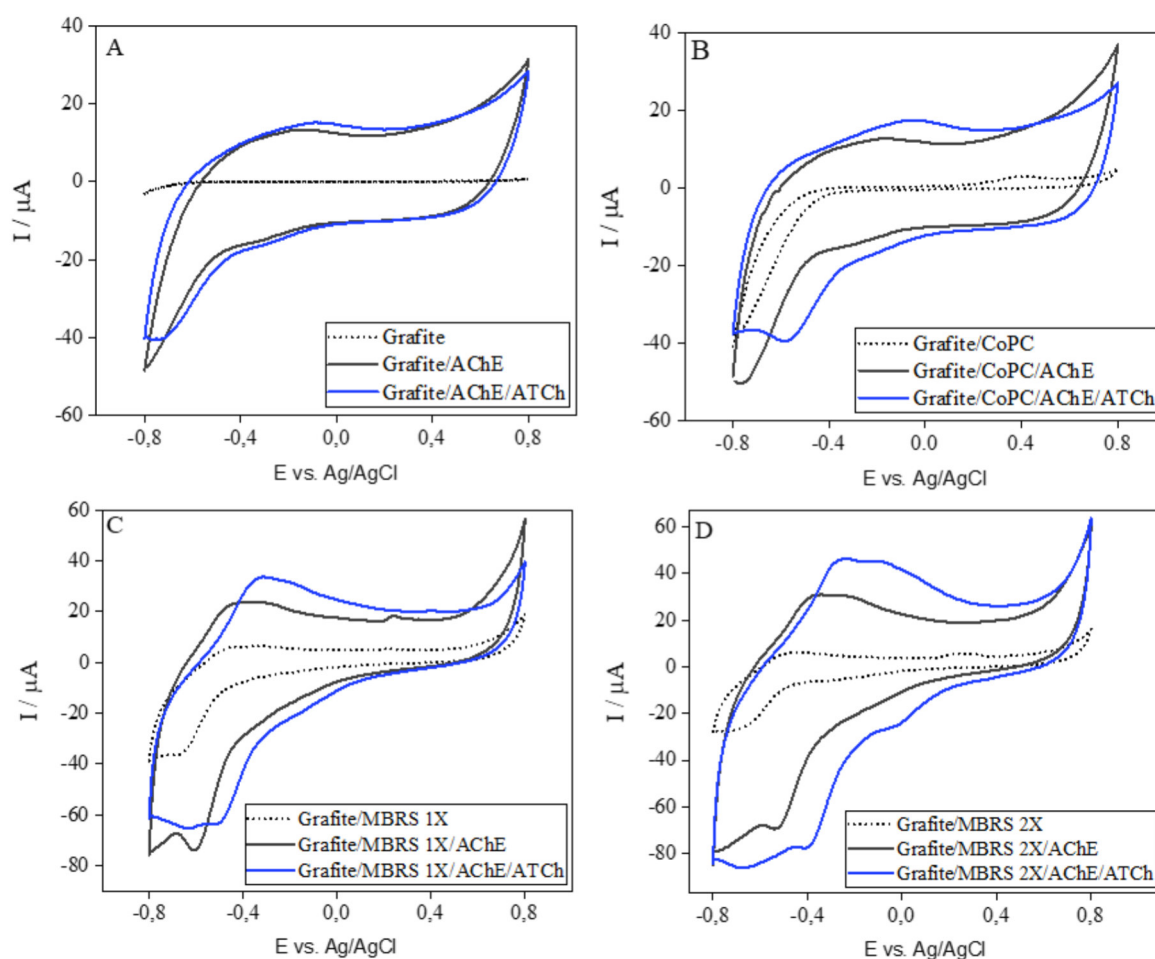 A
40
20
0
-20
-40
-60
I / µA
Grafite
Grafite/AChE
Grafite/AChE/ATCh
-0,8
-0,4
0,0
0,4
0,8
E vs. Ag/AgCl
B
40
20
0
-20
-40
-60
I / µA
Grafite/CoPC
Grafite/CoPC/AChE
Grafite/CoPC/AChE/ATCh
-0.8
-0.4
0.0
0.4
0.8
E vs. Ag/AgCl
C
60
40
20
0
-20
-40
-60
-80
I / µA
Grafite/MBRS 1X
Grafite/MBRS 1X/AChE
Grafite/MBRS 1X/AChE/ATCh
-0,8
-0,4
0,0
0,4
0,8
E vs. Ag/AgCl
D
60
40
20
0
-20
-40
-60
-80
I / µA
Grafite/MBRS 2X
Grafite/MBRS 2X/AChE
Grafite/MBRS 2X/AChE/ATCh
-0,8
-0,4
0,0
0,4
0,8
E vs. Ag/AgCl